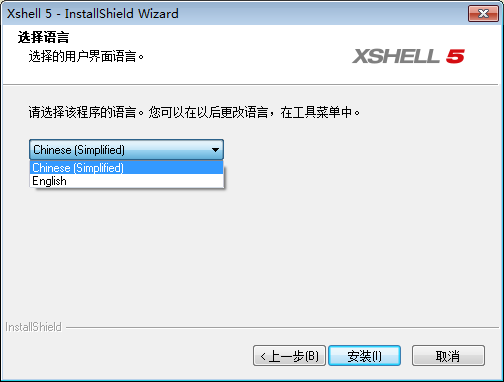 Xshell 5 - InstallShield Wizard
选择语言
选择的用户界面语言。
XSHELL 5
请选择该程序的语言。您可以在以后更改语言，在工具菜单中。
Chinese (Simplified)
Chinese (Simplified)
English
InstallShield
<上一步(B) 安装(I) 取消